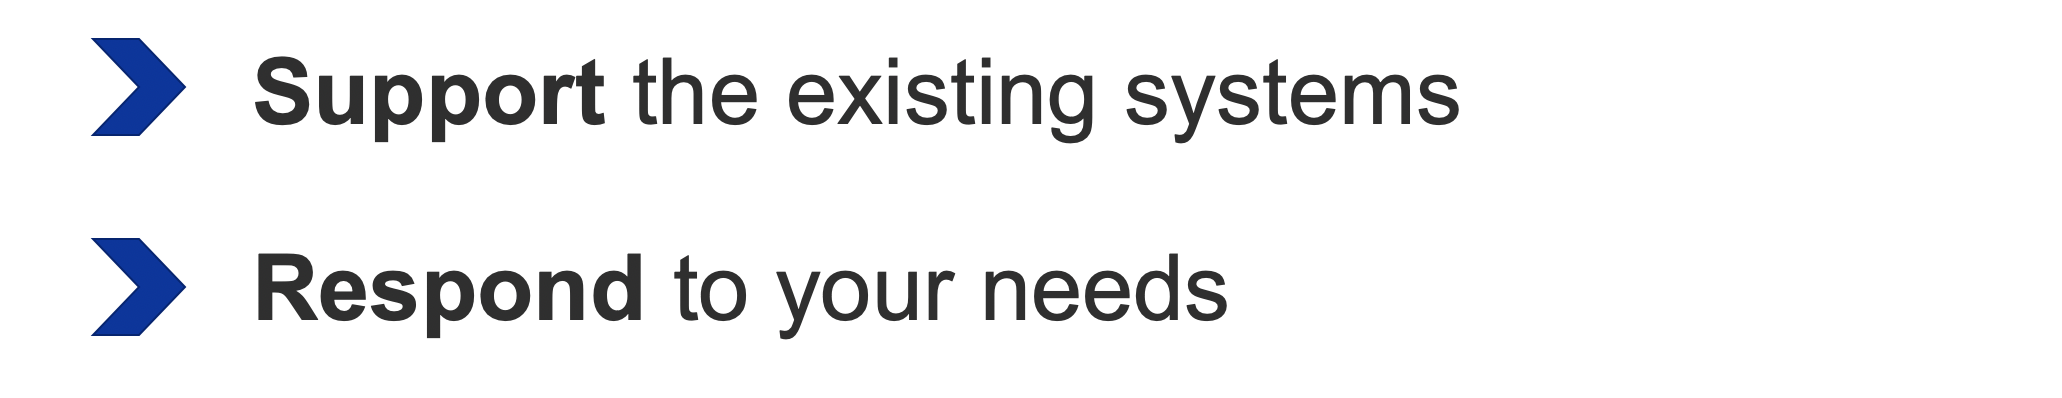 Support the existing systems
Respond to your needs